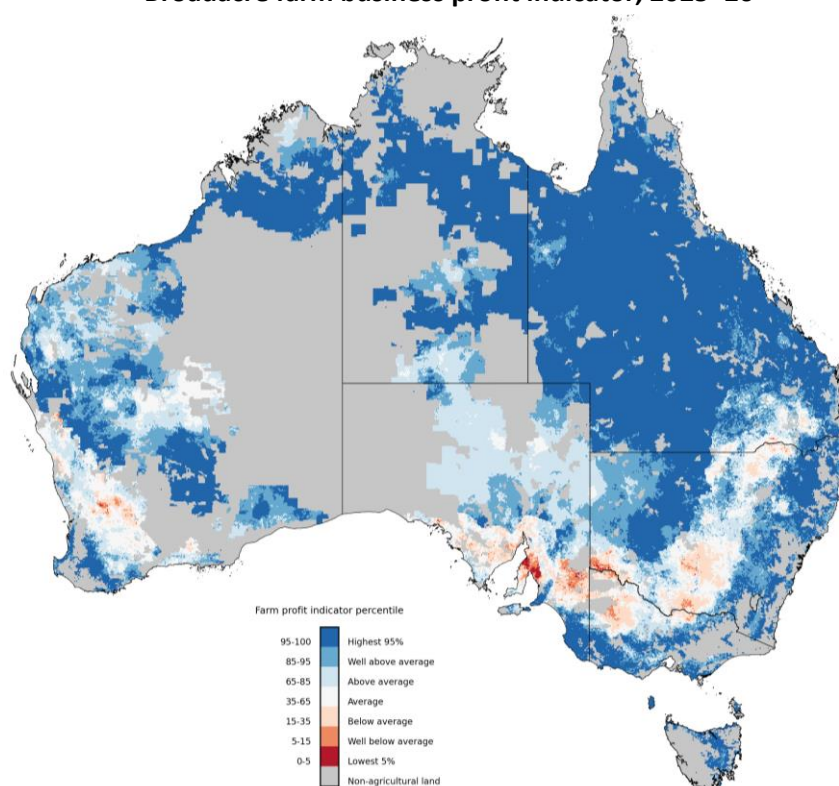 Broadacre farm business profit indicator,
Farm profit indicator percentile
95-100 Highest 95%
85-95 Well above average
65-85 Above average
35-65 Average
15-35 Below average
5-15 Well below average
0-5 Lowest 5%
Non-agricultural land